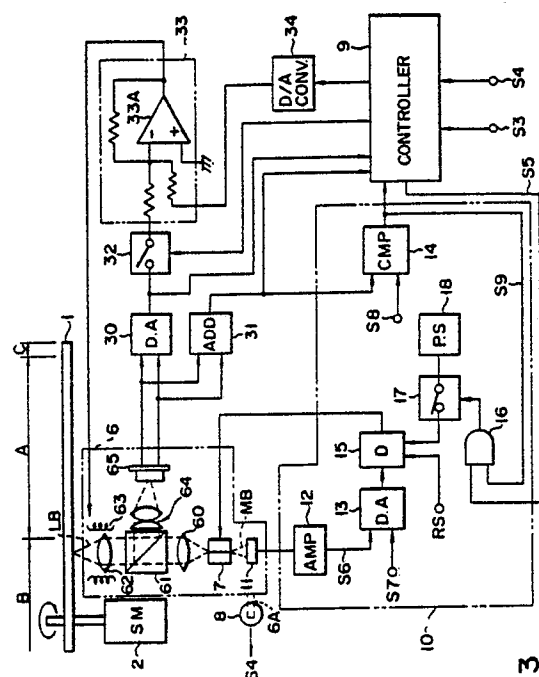 B
A
C
1
LB
6
62
63
SM
2
61
65
64
60
7
MB
11
8
C
6A
S4
30
D.A
31
ADD
32
33
33A
-
+
34
D/A CONV.
9
CONTROLLER
S3
S4
S5
14
CMP
S8
S9
12
AMP
S6
13
D.A
S7
15
D
RS
17
18
P.S
16
10
3